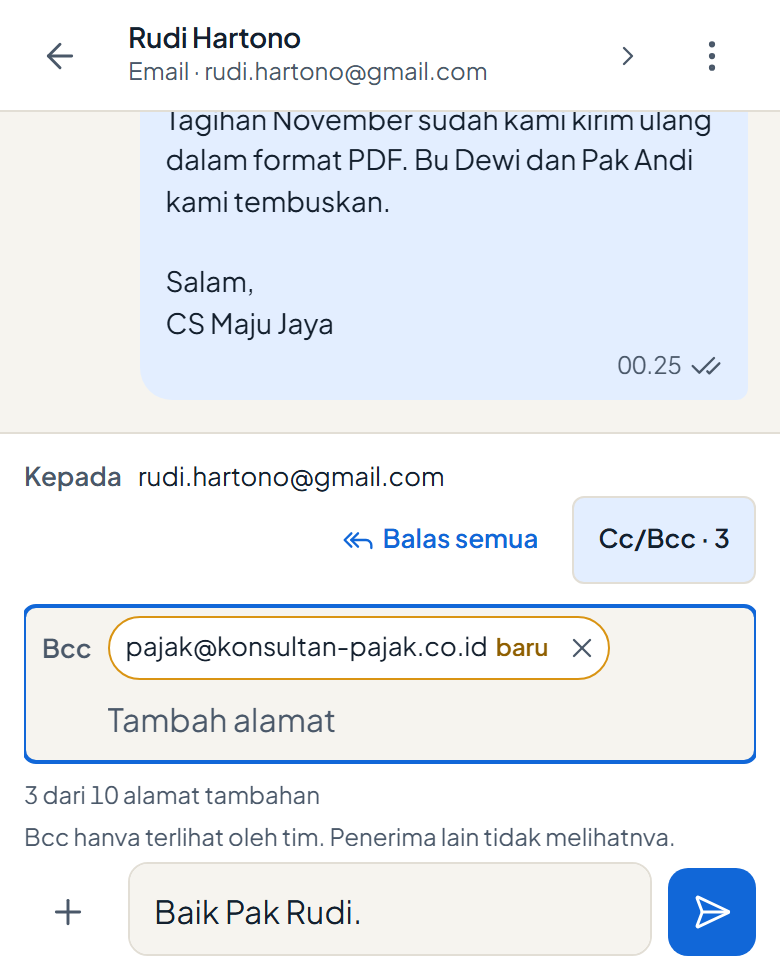 Rudi Hartono
Email · rudi.hartono@gmail.com
Tagihan November sudah kami kirim ulang
dalam format PDF. Bu Dewi dan Pak Andi
kami tembuskan.
Salam,
CS Maju Jaya
00.25
Kepada rudi.hartono@gmail.com
Balas semua
Cc/Bcc · 3
Bcc pajak@konsultan-pajak.co.id baru
Tambah alamat
3 dari 10 alamat tambahan
Bcc hanya terlihat oleh tim. Penerima lain tidak melihatnya.
Baik Pak Rudi.